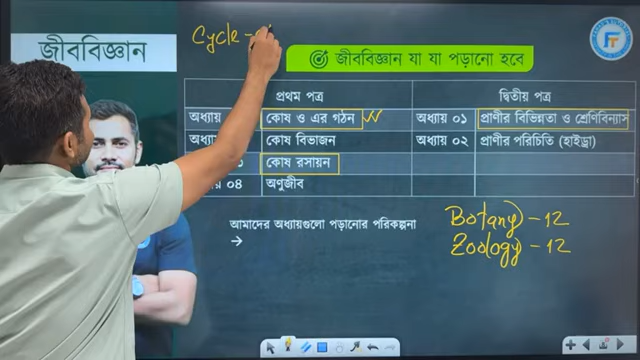 জীববিজ্ঞান
Cycle -
জীববিজ্ঞান যা যা পড়ানো হবে
প্রথম পত্র দ্বিতীয় পত্র
অধ্যায় কোষ ও এর গঠন অধ্যায় ০১ প্রাণীর বিভিন্নতা ও শ্রেণিবিন্যাস
কোষ বিভাজন অধ্যায় ০২ প্রাণীর পরিচিতি (হাইড্রা)
কোষ রসায়ন
০৪ অণুজীব
আমাদের অধ্যায়গুলো পড়ানোর পরিকল্পনা
→
Botany - 12
Zoology - 12